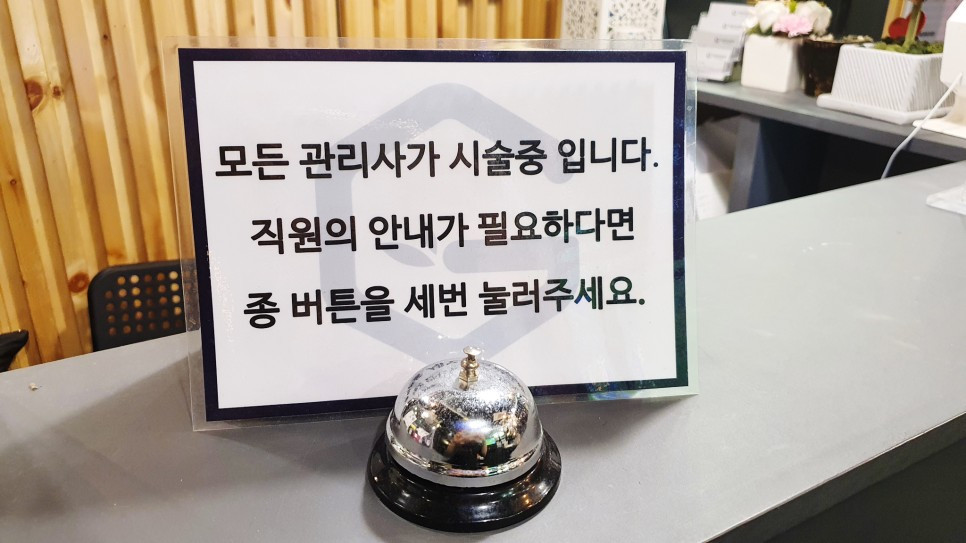 모든 관리사가 시술중 입니다.
직원의 안내가 필요하다면
종 버튼을 세번 눌러주세요.